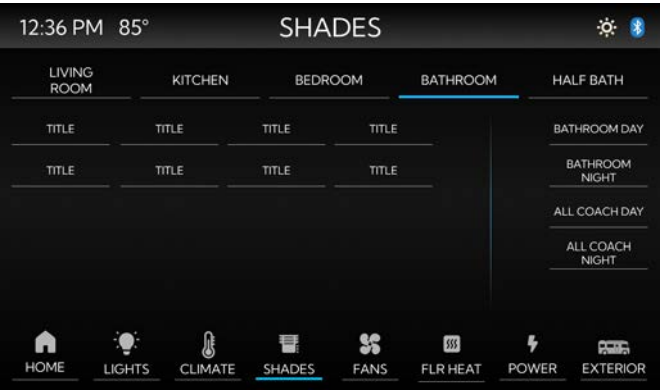 12:36 PM 85° SHADES
LIVING
ROOM
KITCHEN
BEDROOM
BATHROOM
HALF BATH
TITLE TITLE TITLE TITLE
TITLE TITLE TITLE TITLE
BATHROOM DAY
BATHROOM
NIGHT
ALL COACH DAY
ALL COACH
NIGHT
HOME LIGHTS CLIMATE SHADES FANS FLR HEAT POWER EXTERIOR